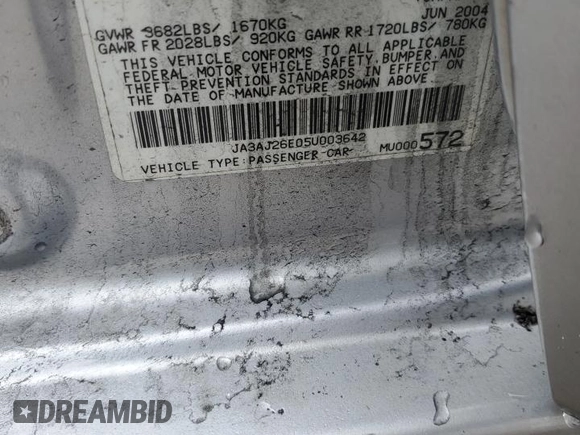 JUN 2004
GVWR 3682LBS/ 1670KG
GAWR FR 2028LBS/ 920KG GAWR RR 1720LBS/ 780KG
THIS VEHICLE CONFORMS TO ALL APPLICABLE
FEDERAL MOTOR VEHICLE SAFETY, BUMPER, AND
THEFT PREVENTION STANDARDS IN EFFECT ON
THE DATE OF MANUFACTURE SHOWN ABOVE.
JA3AJ26E05U003642
VEHICLE TYPE:PASSENGER-CAR
MU000572
DREAMBID